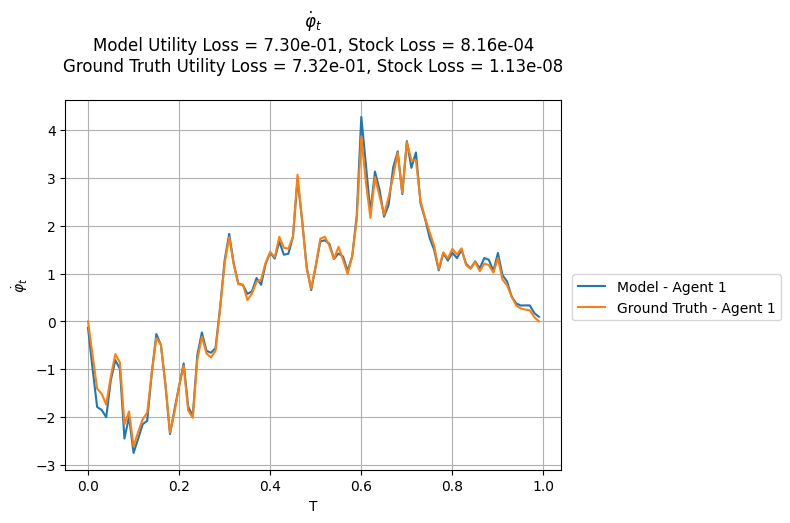 φ̇ₜ
Model Utility Loss = 7.30e-01, Stock Loss = 8.16e-04
Ground Truth Utility Loss = 7.32e-01, Stock Loss = 1.13e-08
φ̇ₜ
4
3
2
1
0
−1
−2
−3
0.0 0.2 0.4 0.6 0.8 1.0
T
Model - Agent 1
Ground Truth - Agent 1